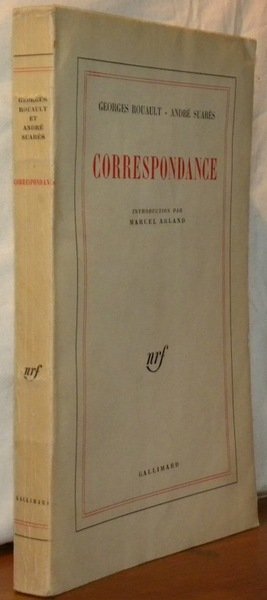 GEORGES
ROUAULT
ET
ANDRÉ
SUARÈS
CORRESPONDANCE
nrf
GALLIMARD
GEORGES ROUAULT - ANDRÉ SUARÈS
CORRESPONDANCE
INTRODUCTION PAR
MARCEL ARLAND
nrf
GALLIMARD